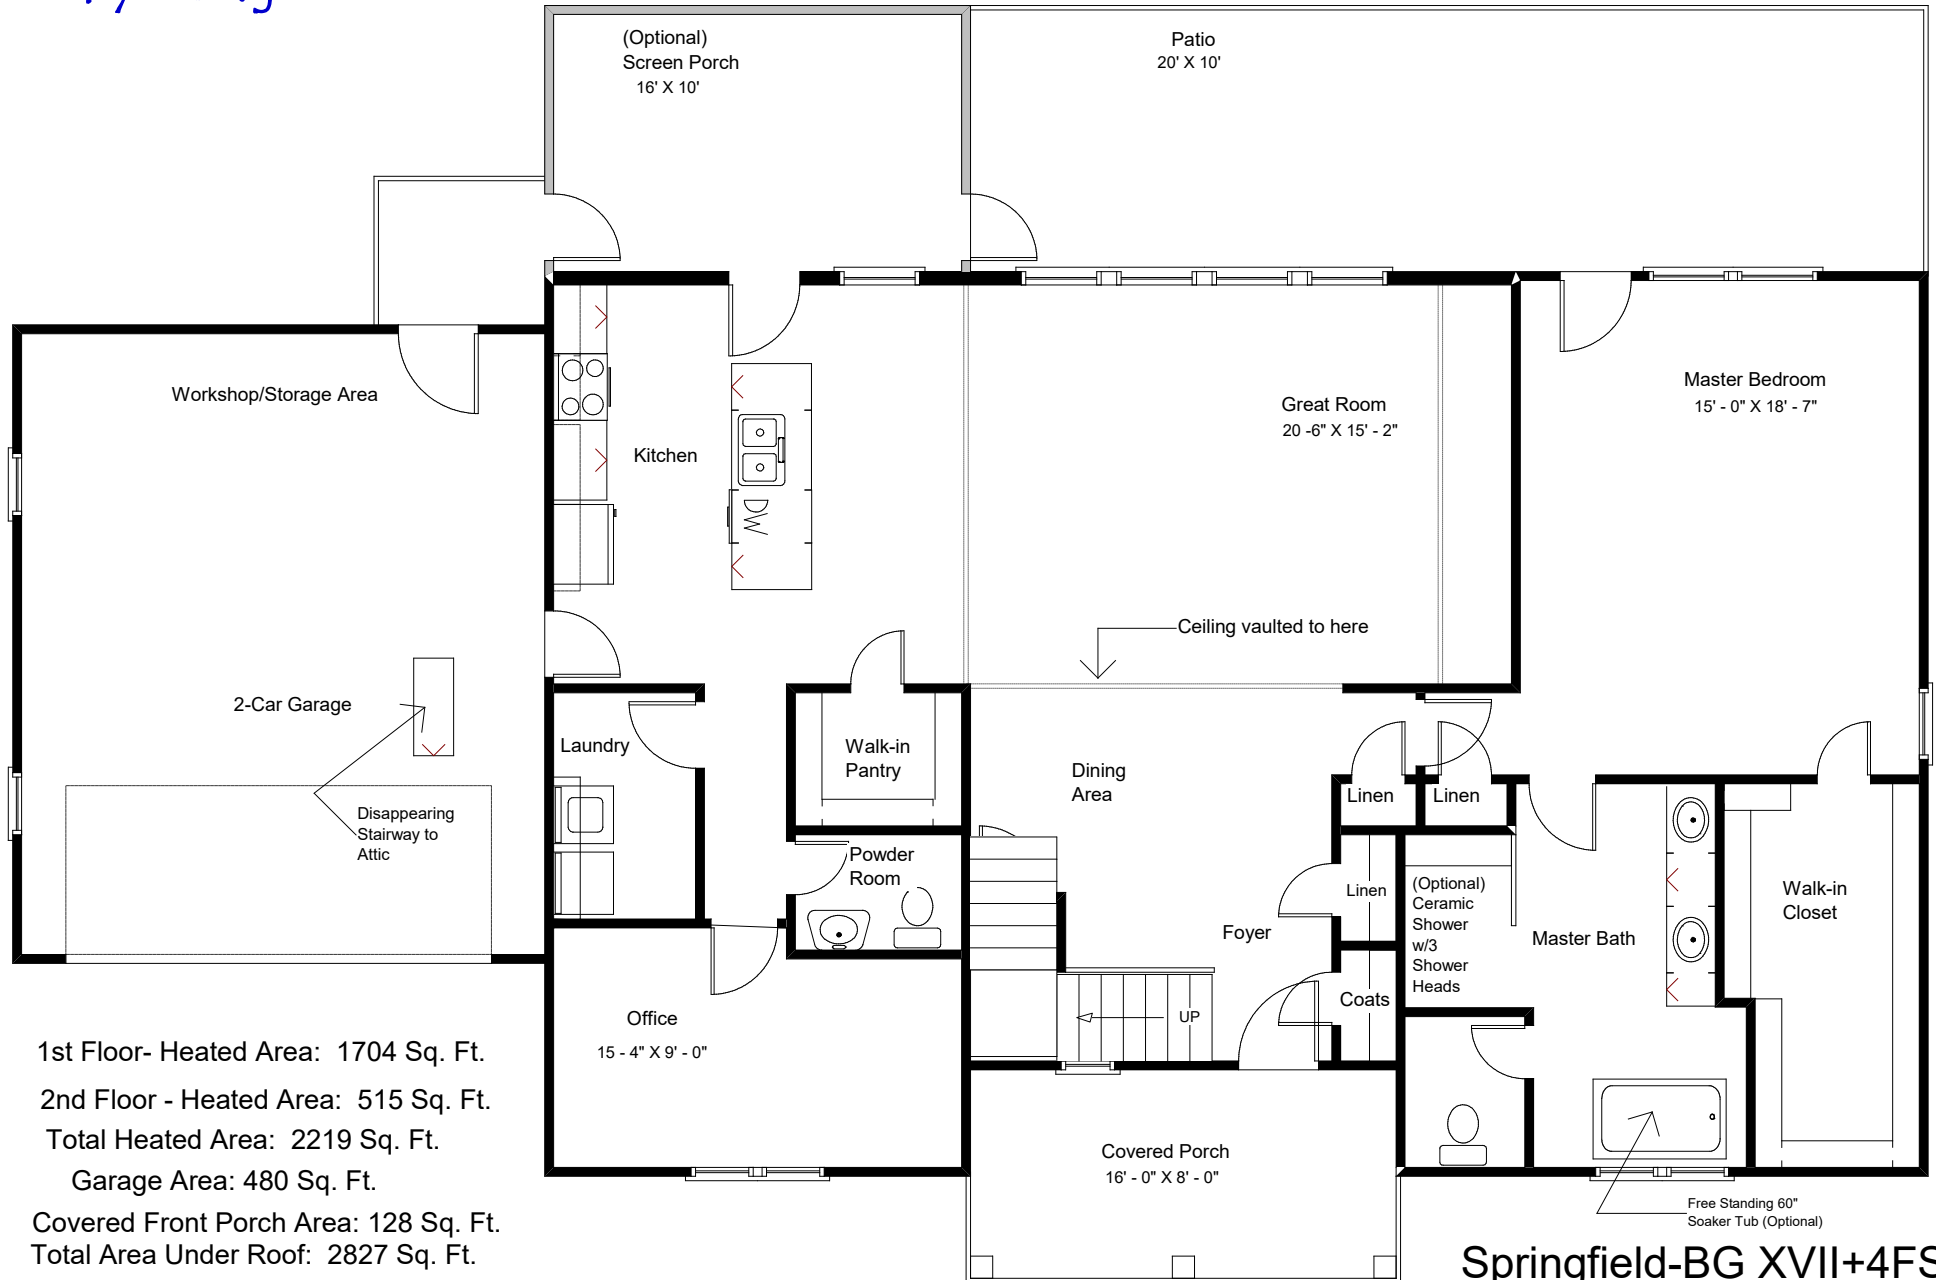 (Optional)
Screen Porch
16' X 10'
Patio
20' X 10'
Workshop/Storage Area
Kitchen
DW
Great Room
20 -6" X 15' - 2"
Master Bedroom
15' - 0" X 18' - 7"
Ceiling vaulted to here
2-Car Garage
Disappearing
Stairway to
Attic
Laundry
Walk-in
Pantry
Powder
Room
Dining
Area
Linen
Linen
Linen
Foyer
Coats
UP
(Optional)
Ceramic
Shower
w/3
Shower
Heads
Master Bath
Walk-in
Closet
Office
15 - 4" X 9' - 0"
Covered Porch
16' - 0" X 8' - 0"
Free Standing 60"
Soaker Tub (Optional)
1st Floor- Heated Area: 1704 Sq. Ft.
2nd Floor - Heated Area: 515 Sq. Ft.
Total Heated Area: 2219 Sq. Ft.
Garage Area: 480 Sq. Ft.
Covered Front Porch Area: 128 Sq. Ft.
Total Area Under Roof: 2827 Sq. Ft.
Springfield-BG XVII+4FS